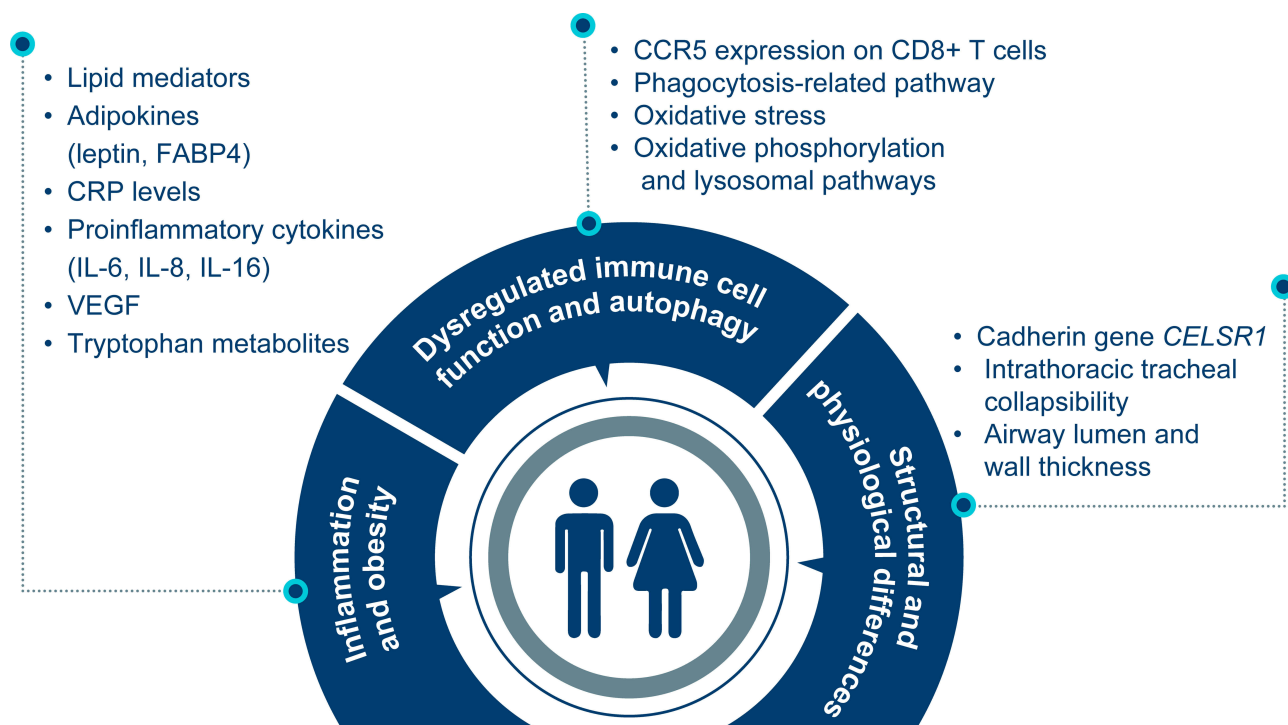 • Lipid mediators
• Adipokines
(leptin, FABP4)
• CRP levels
• Proinflammatory cytokines
(IL-6, IL-8, IL-16)
• VEGF
• Tryptophan metabolites
• CCR5 expression on CD8+ T cells
• Phagocytosis-related pathway
• Oxidative stress
• Oxidative phosphorylation
and lysosomal pathways
• Cadherin gene CELSR1
• Intrathoracic tracheal
collapsibility
• Airway lumen and
wall thickness
Inflammation
and obesity
Dysregulated immune cell
function and autophagy
Structural and
physiological differences